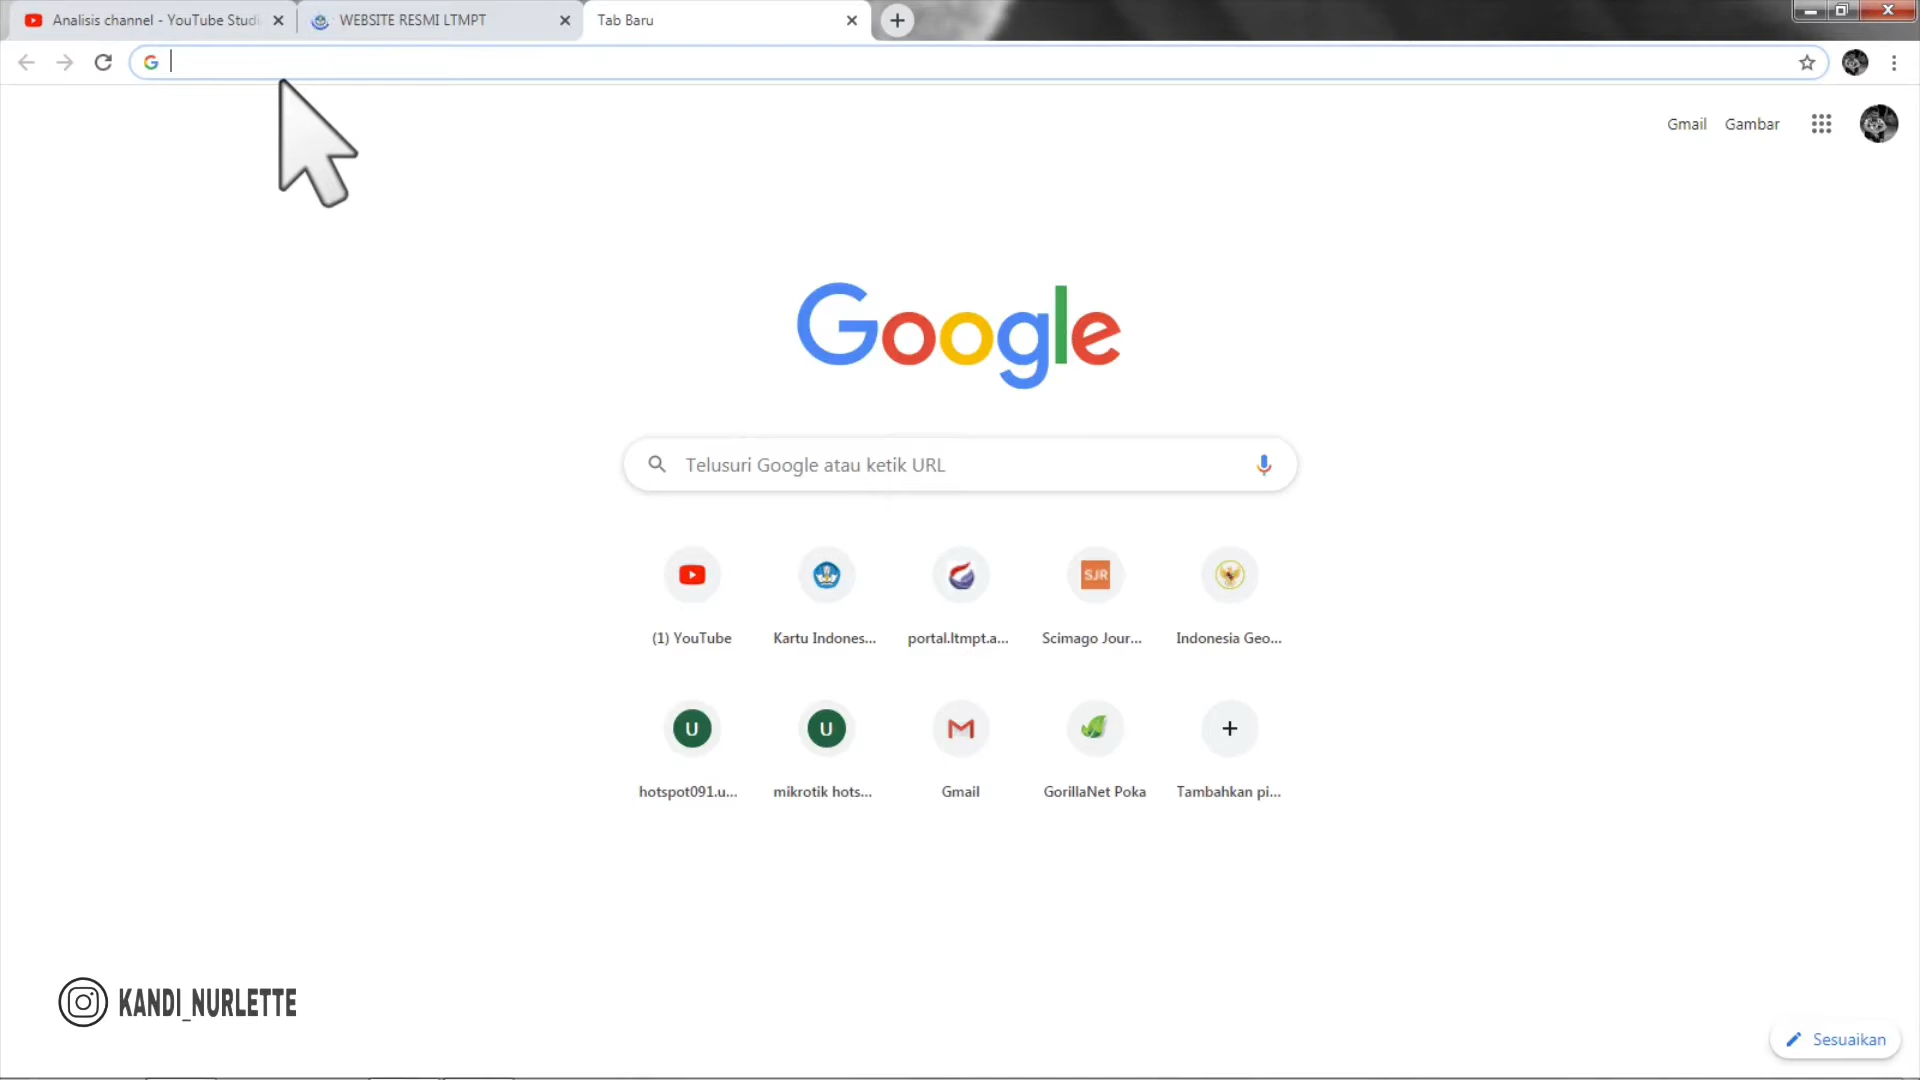 Analisis channel - YouTube Studi
WEBSITE RESMI LTMPT
Tab Baru
Gmail
Gambar
Google
Telusuri Google atau ketik URL
SJR
(1) YouTube
Kartu Indones...
portal.ltmpt.a...
Scimago Jour...
Indonesia Geo...
U
U
hotspot091.u...
mikrotik hots...
Gmail
GorillaNet Poka
Tambahkan pi...
KANDI_NURLETTE
Sesuaikan